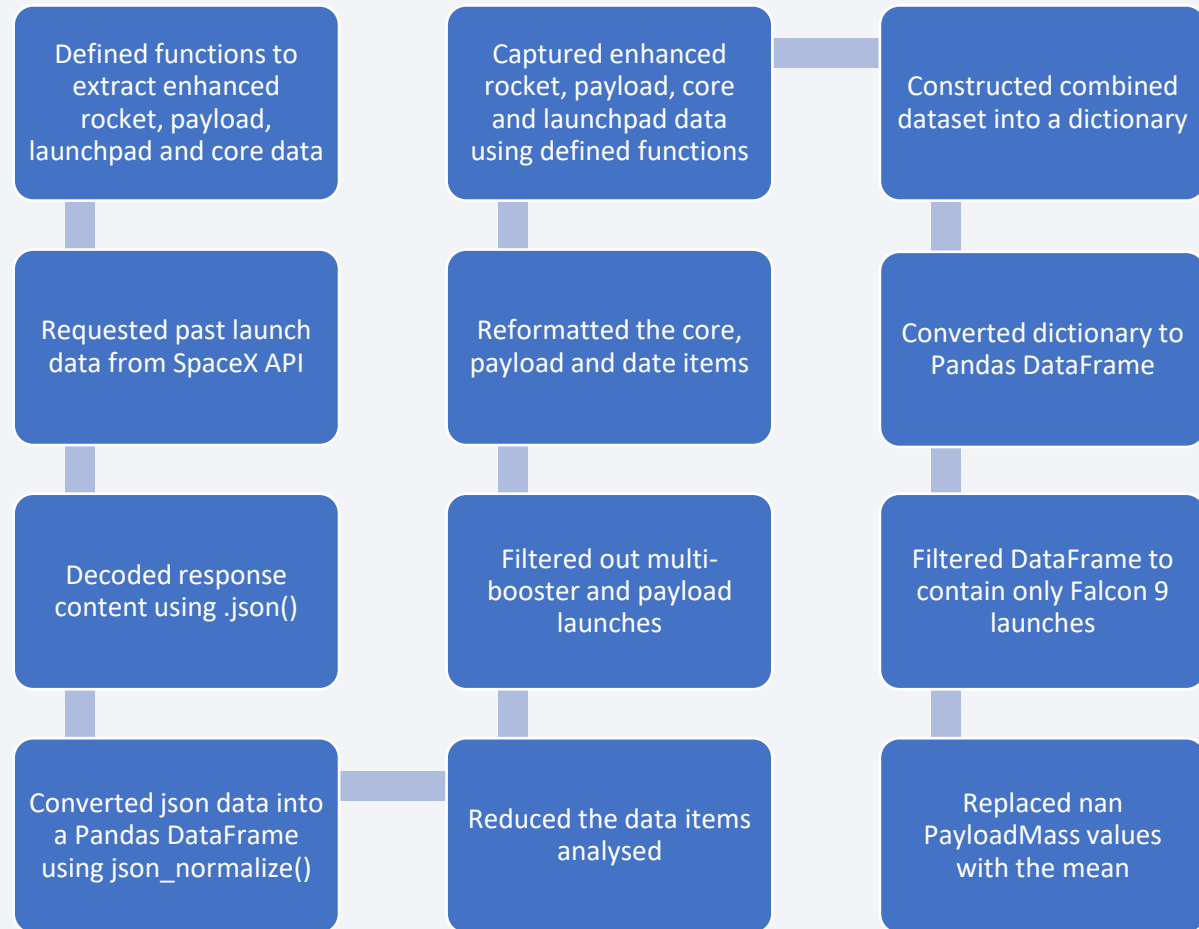 Defined functions to
extract enhanced
rocket, payload,
launchpad and core data
Requested past launch
data from SpaceX API
Decoded response
content using .json()
Converted json data into
a Pandas DataFrame
using json_normalize()
Reduced the data items
analysed
Filtered out multi-
booster and payload
launches
Reformatted the core,
payload and date items
Captured enhanced
rocket, payload, core
and launchpad data
using defined functions
Constructed combined
dataset into a dictionary
Converted dictionary to
Pandas DataFrame
Filtered DataFrame to
contain only Falcon 9
launches
Replaced nan
PayloadMass values
with the mean